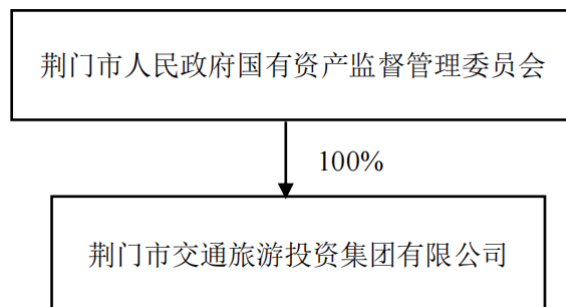 荆门市人民政府国有资产监督管理委员会
100%
荆门市交通旅游投资集团有限公司